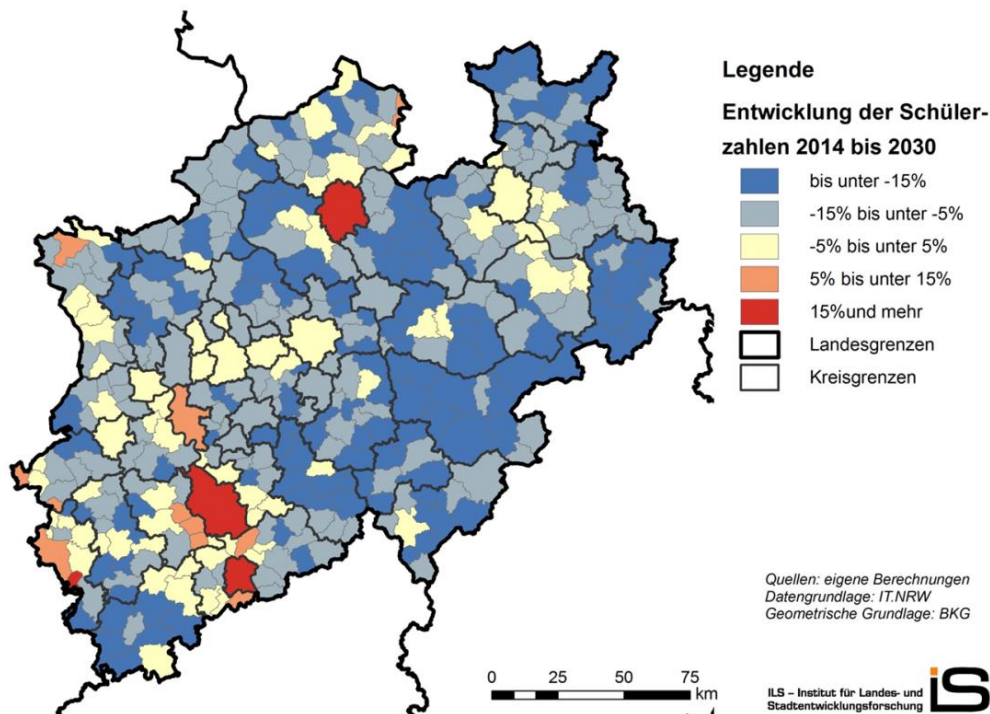 Legende
Entwicklung der Schüler-
zahlen 2014 bis 2030
bis unter -15%
-15% bis unter -5%
-5% bis unter 5%
5% bis unter 15%
15%und mehr
Landesgrenzen
Kreisgrenzen
Quellen: eigene Berechnungen
Datengrundlage: IT.NRW
Geometrische Grundlage: BKG
0 25 50 75
km
ILS – Institut für Landes- und
Stadtentwicklungsforschung
iLS